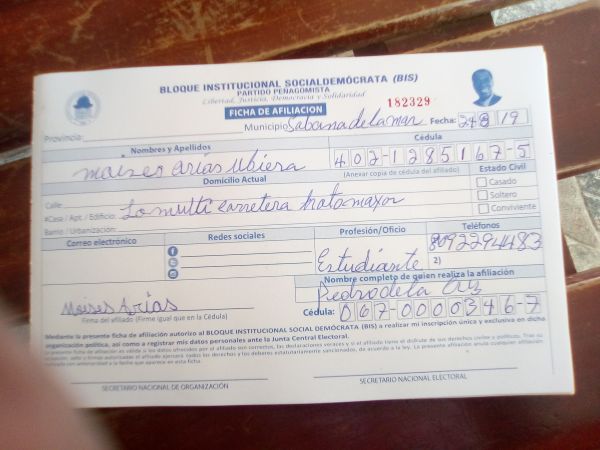 BLOQUE INSTITUCIONAL SOCIALDEMÓCRATA (BIS)
PARTIDO PEÑAGOMISTA
Libertad, Justicia, Democracia y Solidaridad
FICHA DE AFILIACION
182329
Provincia:
Municipio Sabana de la mar Fecha: 24 8 19
Nombres y Apellidos
Cédula
moises arias Ubiera
402-1285167-5
Domicilio Actual
(Anexar copia de cédula del afiliado)
Estado Civil
Calle
Casado
#Casa / Apt. / Edificio: carretera hato mayor
Soltero
Barrio / Urbanización:
Conviviente
Correo electrónico
Redes sociales
Profesión/Oficio
Teléfonos
8092294483
Estudiante
2)
Nombre completo de quien realiza la afiliación
Pedro de la Cruz
Moises Arias
Cédula: 067-0000346-7
Firma del afiliado (Firme igual que en la Cédula)
Mediante la presente ficha de afiliación autorizo al BLOQUE INSTITUCIONAL SOCIAL DEMÓCRATA (BIS) a realizar mi inscripción única y exclusiva en dicha
organización política, así como a registrar mis datos personales ante la Junta Central Electoral.
SECRETARIO NACIONAL DE ORGANIZACIÓN
SECRETARIO NACIONAL ELECTORAL